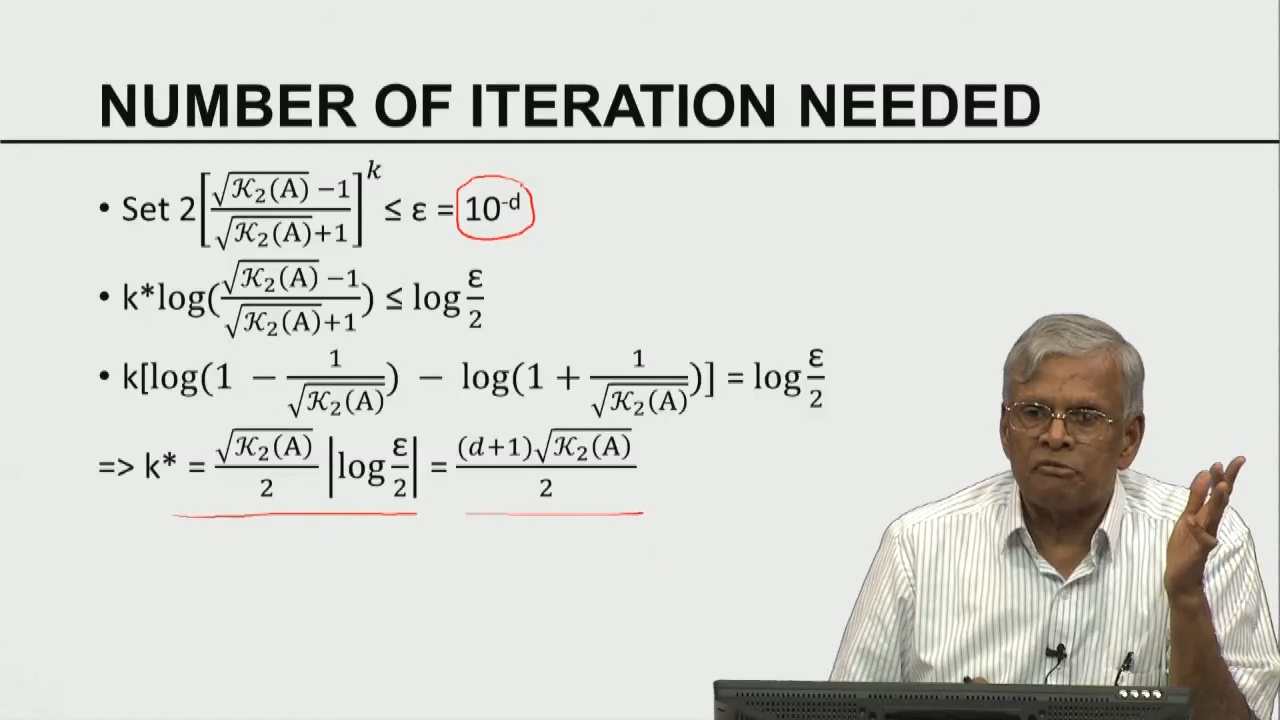 NUMBER OF ITERATION NEEDED
• Set 2[(√𝒦₂(A) −1)/(√𝒦₂(A)+1)]ᵏ ≤ ε = 10⁻ᵈ
• k*log((√𝒦₂(A) −1)/(√𝒦₂(A)+1)) ≤ log ε/2
• k[log(1 − 1/√𝒦₂(A)) − log(1 + 1/√𝒦₂(A))] = log ε/2
=> k* = √𝒦₂(A)/2 |log ε/2| = (d+1)√𝒦₂(A)/2